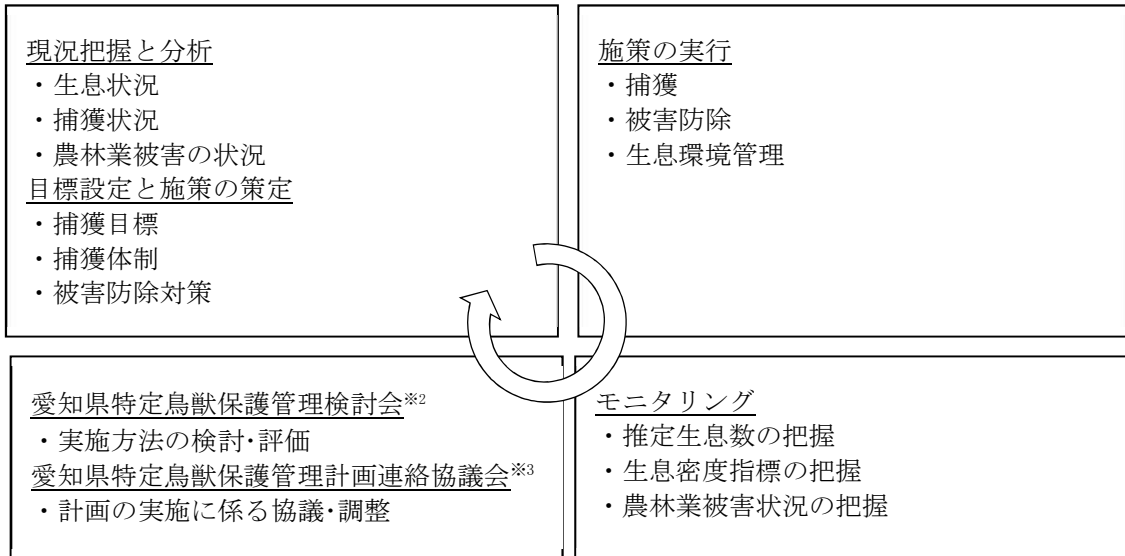 現況把握と分析
・生息状況
・捕獲状況
・農林業被害の状況
目標設定と施策の策定
・捕獲目標
・捕獲体制
・被害防除対策
施策の実行
・捕獲
・被害防除
・生息環境管理
愛知県特定鳥獣保護管理検討会※2
・実施方法の検討・評価
愛知県特定鳥獣保護管理計画連絡協議会※3
・計画の実施に係る協議・調整
モニタリング
・推定生息数の把握
・生息密度指標の把握
・農林業被害状況の把握